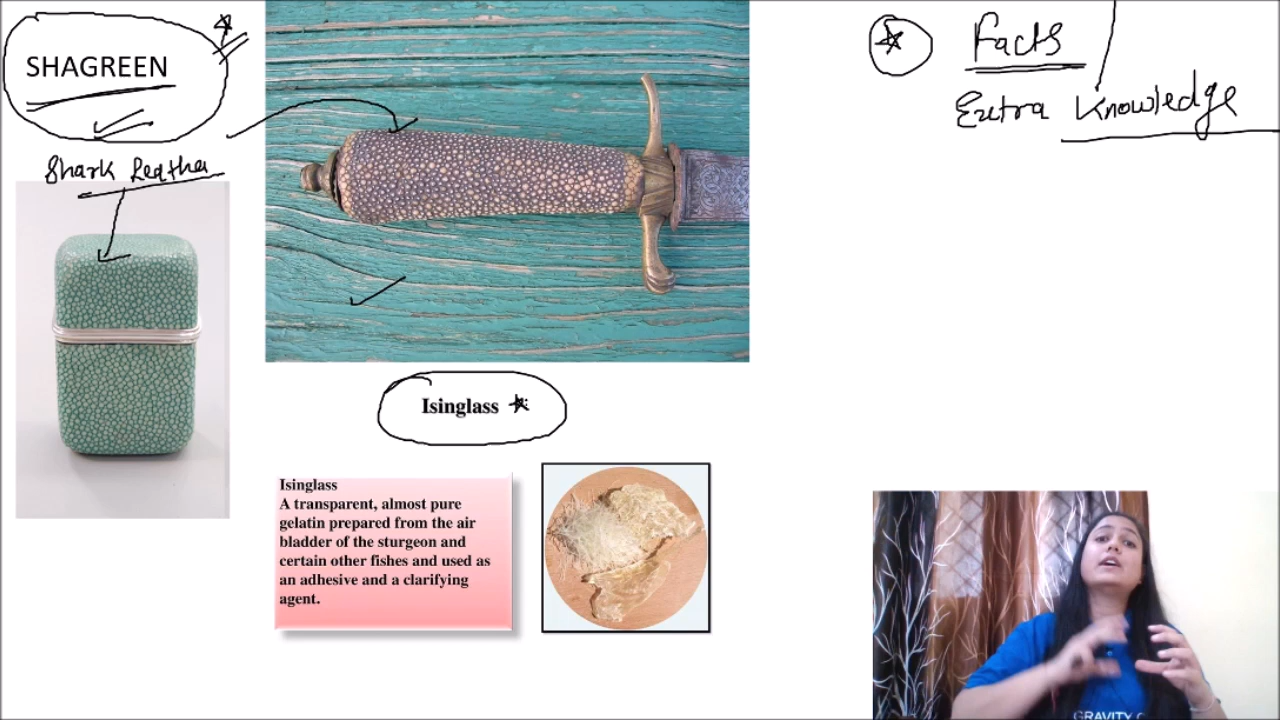 SHAGREEN
Shark Leather
Facts
Extra Knowledge
Isinglass
Isinglass
A transparent, almost pure
gelatin prepared from the air
bladder of the sturgeon and
certain other fishes and used as
an adhesive and a clarifying
agent.
GRAVITY